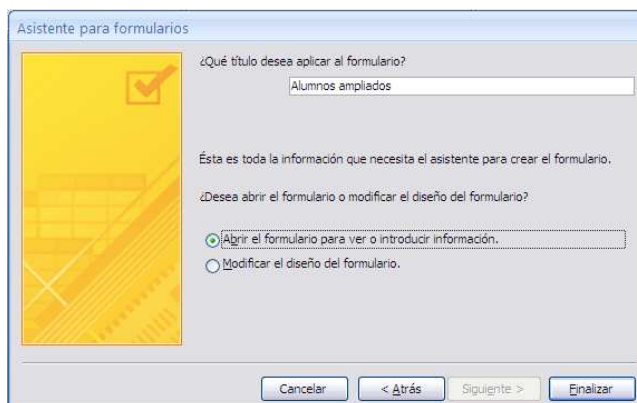 Asistente para formularios
¿Qué título desea aplicar al formulario?
Alumnos ampliados
Ésta es toda la información que necesita el asistente para crear el formulario.
¿Desea abrir el formulario o modificar el diseño del formulario?
Abrir el formulario para ver o introducir información.
Modificar el diseño del formulario.
Cancelar < Atrás Siguiente > Finalizar